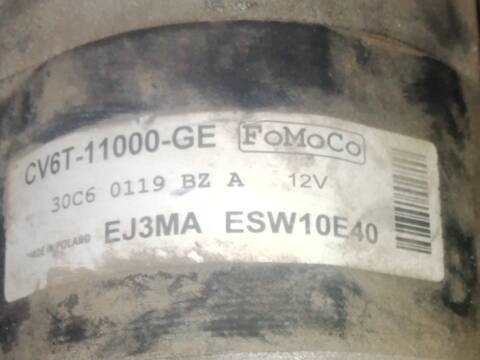 CV6T-11000-GE FoMoCo
30C6 0119 BZ A 12V
MADE IN POLAND EJ3MA ESW10E40